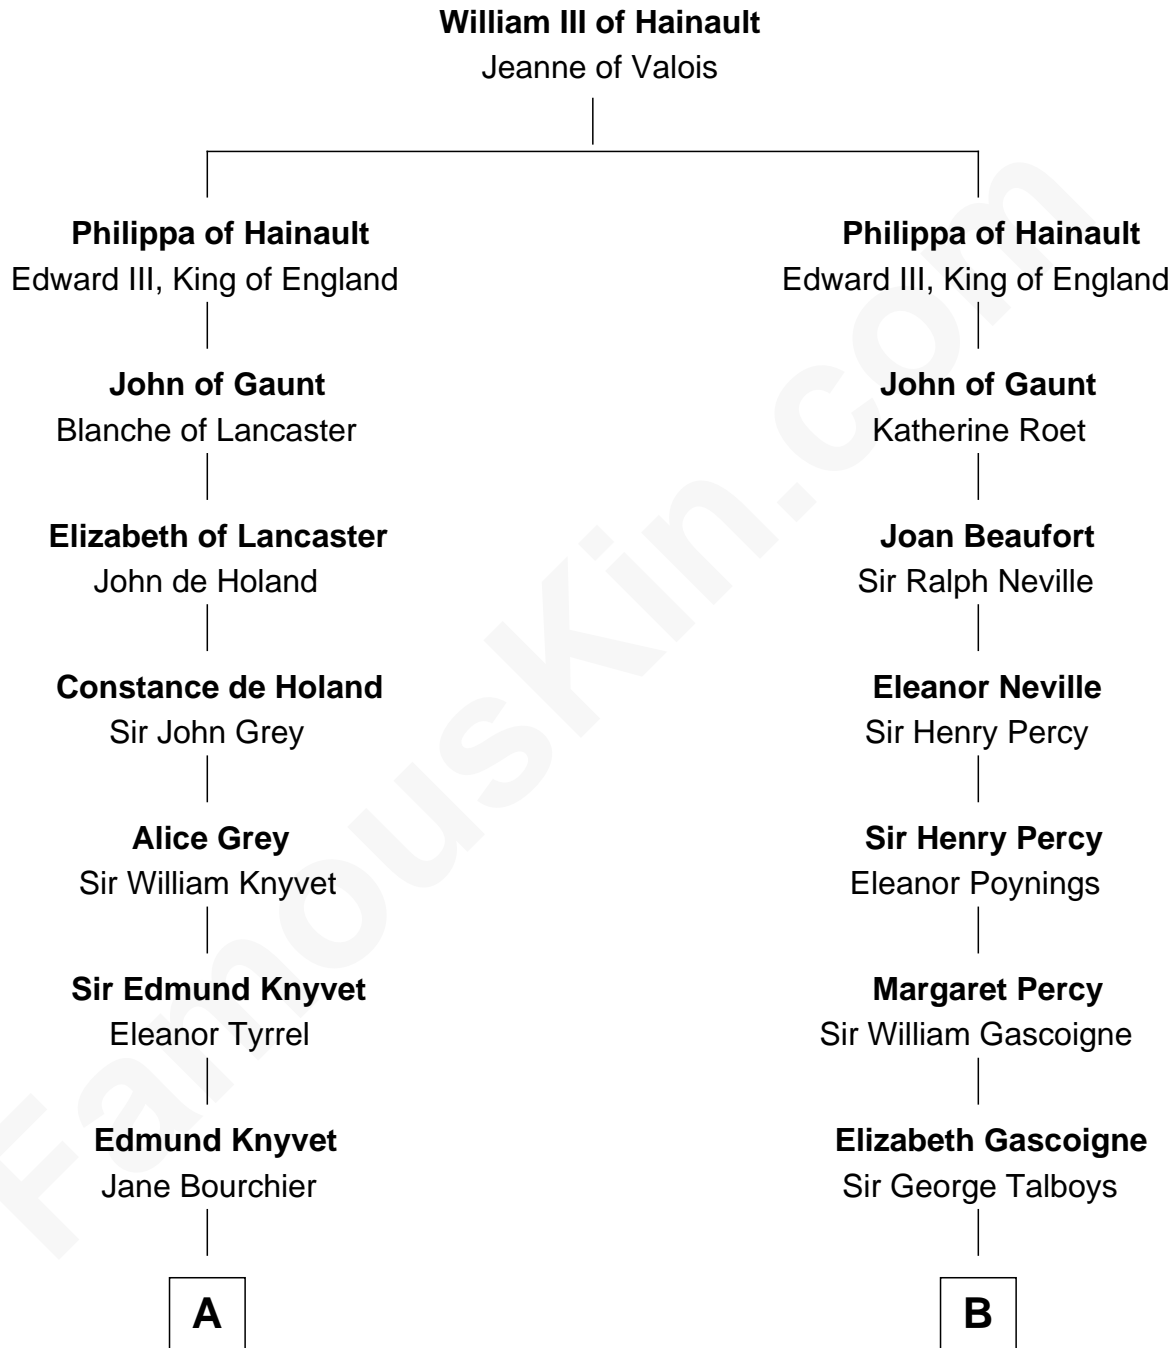 William III of Hainault
Jeanne of Valois
Philippa of Hainault
Edward III, King of England
John of Gaunt
Blanche of Lancaster
Elizabeth of Lancaster
John de Holand
Constance de Holand
Sir John Grey
Alice Grey
Sir William Knyvet
Sir Edmund Knyvet
Eleanor Tyrrel
Edmund Knyvet
Jane Bourchier
A
Philippa of Hainault
Edward III, King of England
John of Gaunt
Katherine Roet
Joan Beaufort
Sir Ralph Neville
Eleanor Neville
Sir Henry Percy
Sir Henry Percy
Eleanor Poynings
Margaret Percy
Sir William Gascoigne
Elizabeth Gascoigne
Sir George Talboys
B
FamousKin.com